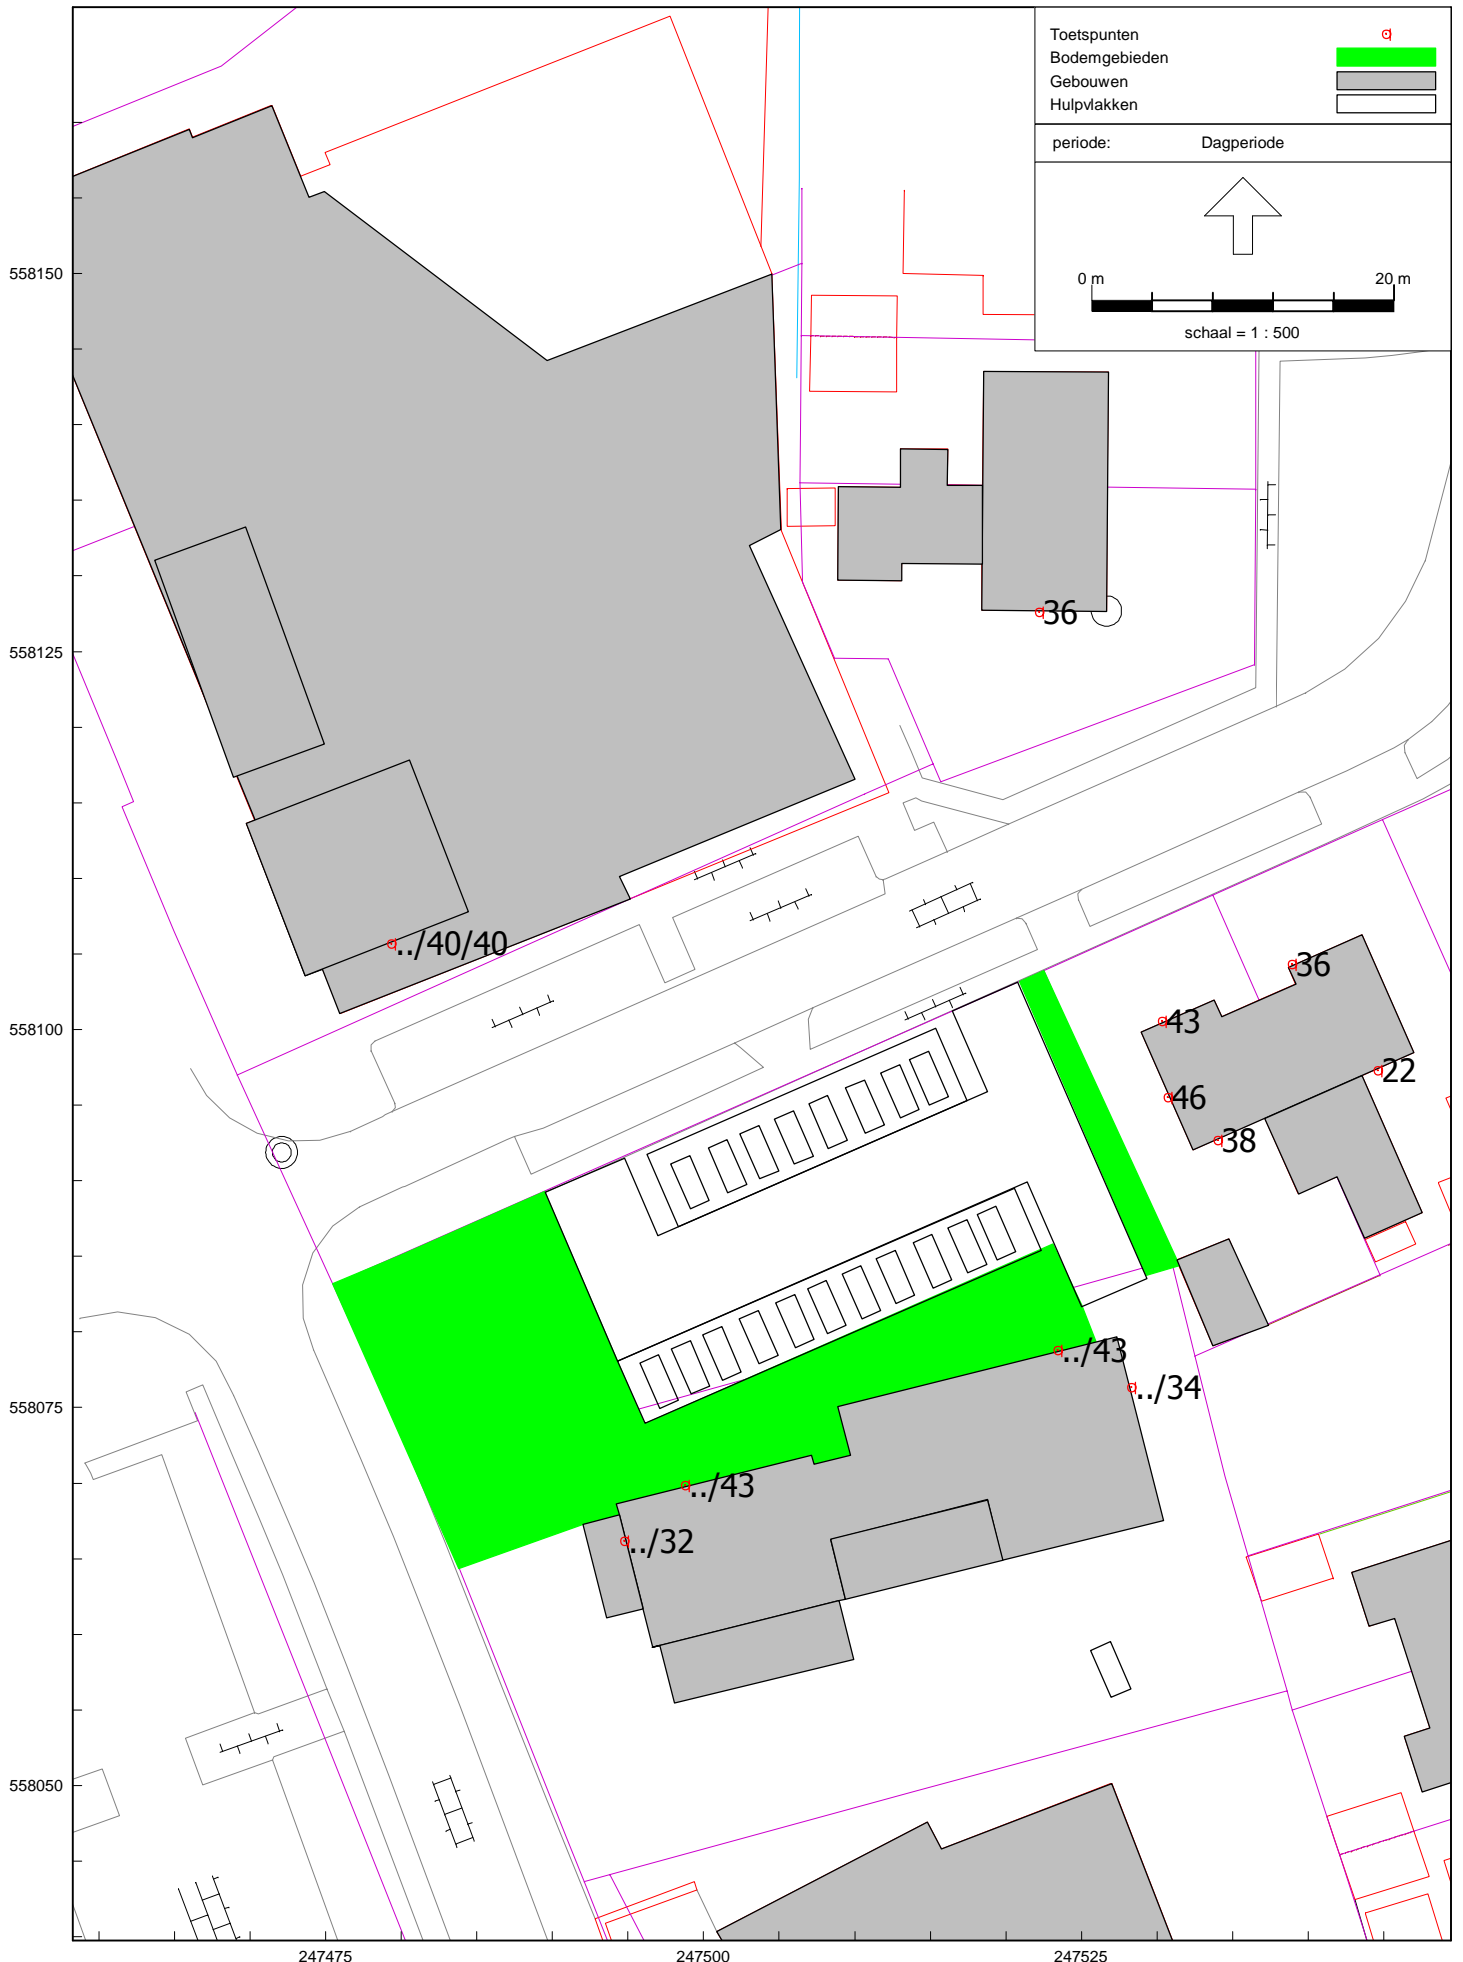 Toetspunten
Bodemgebieden
Gebouwen
Hulpvlakken
periode: Dagperiode
0 m 20 m
schaal = 1 : 500
558150
558125
36
../40/40
36
558100
43
22
46
38
../43
558075
../34
../43
../32
558050
247475 247500 247525